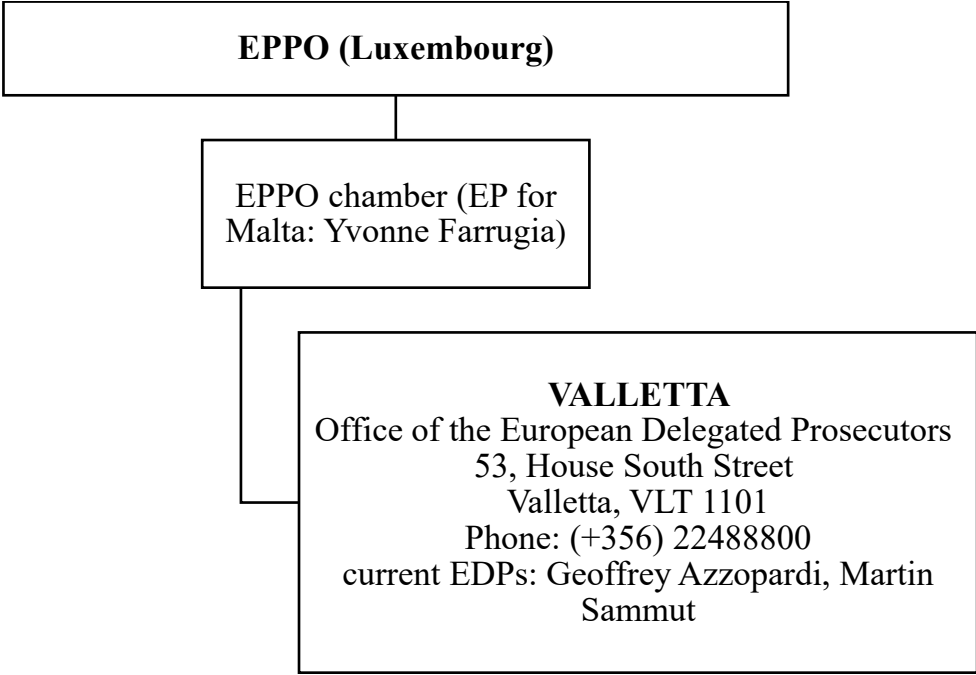 EPPO (Luxembourg)
EPPO chamber (EP for
Malta: Yvonne Farrugia)
VALLETTA
Office of the European Delegated Prosecutors
53, House South Street
Valletta, VLT 1101
Phone: (+356) 22488800
current EDPs: Geoffrey Azzopardi, Martin
Sammut